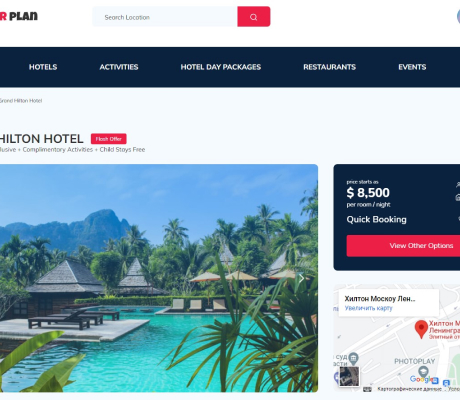 R PLAN
Search Location
HOTELS ACTIVITIES HOTEL DAY PACKAGES RESTAURANTS EVENTS
Grand Hilton Hotel
HILTON HOTEL Flash Offer
lusive + Complimentory Activities + Child Stays Free
price starts as
$ 8,500
per room / night
Quick Booking
View Other Options
Хилтон Москоу Лен...
Увеличить карту
Хилтон М
Ленингра
Элитный от
PHOTOPLAY
Google
Картографические данные